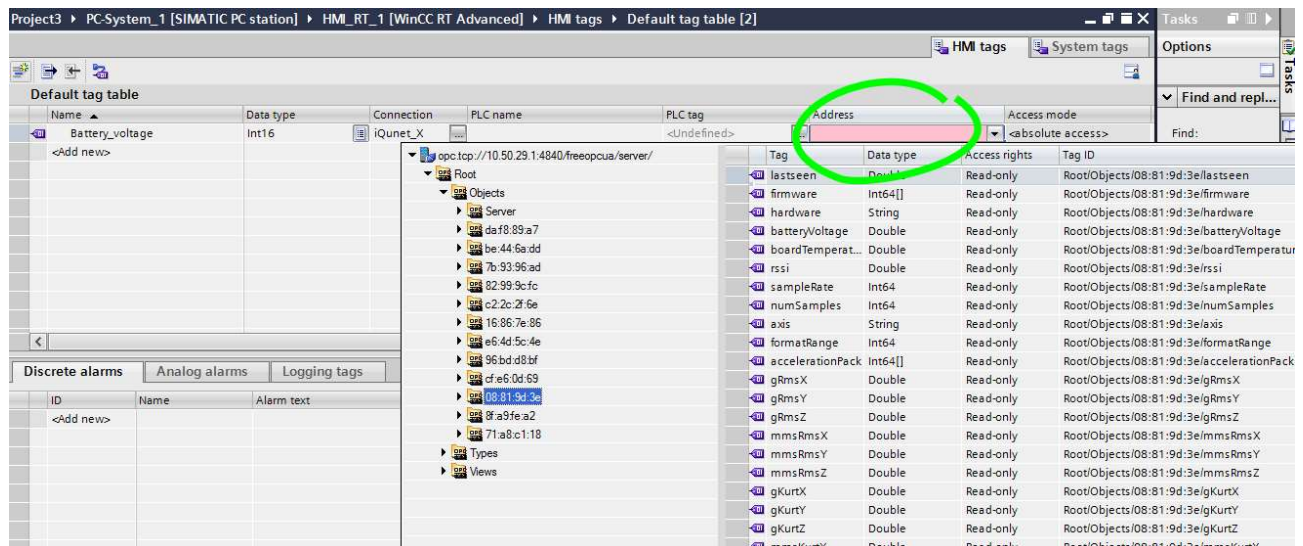 Project3 ▸ PC-System_1 [SIMATIC PC station] ▸ HMI_RT_1 [WinCC RT Advanced] ▸ HMI tags ▸ Default tag table [2]
Tasks
HMI tags System tags Options
Default tag table
Find and repl...
Name Data type Connection PLC name PLC tag Address Access mode
Battery_voltage Int16 iQunet_X ... <Undefined> ... <absolute access> Find:
<Add new>
opc.tcp://10.50.29.1:4840/freeopcua/server/
Root
Objects
Server
da:f8:89:a7
be:44:6a:dd
7b:93:96:ad
82:99:9c:fc
c2:2c:2f:6e
16:86:7e:86
e6:4d:5c:4e
96:bd:d8:bf
cf:e6:0d:69
08:81:9d:3e
8f:a9:fe:a2
71:a8:c1:18
Types
Views
Tag Data type Access rights Tag ID
lastseen Double Read-only Root/Objects/08:81:9d:3e/lastseen
firmware Int64[] Read-only Root/Objects/08:81:9d:3e/firmware
hardware String Read-only Root/Objects/08:81:9d:3e/hardware
batteryVoltage Double Read-only Root/Objects/08:81:9d:3e/batteryVoltage
boardTemperat... Double Read-only Root/Objects/08:81:9d:3e/boardTemperatur
rssi Double Read-only Root/Objects/08:81:9d:3e/rssi
sampleRate Int64 Read-only Root/Objects/08:81:9d:3e/sampleRate
numSamples Int64 Read-only Root/Objects/08:81:9d:3e/numSamples
axis String Read-only Root/Objects/08:81:9d:3e/axis
formatRange Int64 Read-only Root/Objects/08:81:9d:3e/formatRange
accelerationPack Int64[] Read-only Root/Objects/08:81:9d:3e/accelerationPack
gRmsX Double Read-only Root/Objects/08:81:9d:3e/gRmsX
gRmsY Double Read-only Root/Objects/08:81:9d:3e/gRmsY
gRmsZ Double Read-only Root/Objects/08:81:9d:3e/gRmsZ
mmsRmsX Double Read-only Root/Objects/08:81:9d:3e/mmsRmsX
mmsRmsY Double Read-only Root/Objects/08:81:9d:3e/mmsRmsY
mmsRmsZ Double Read-only Root/Objects/08:81:9d:3e/mmsRmsZ
gKurtX Double Read-only Root/Objects/08:81:9d:3e/gKurtX
gKurtY Double Read-only Root/Objects/08:81:9d:3e/gKurtY
gKurtZ Double Read-only Root/Objects/08:81:9d:3e/gKurtZ
Discrete alarms Analog alarms Logging tags
ID Name Alarm text
<Add new>
Tasks